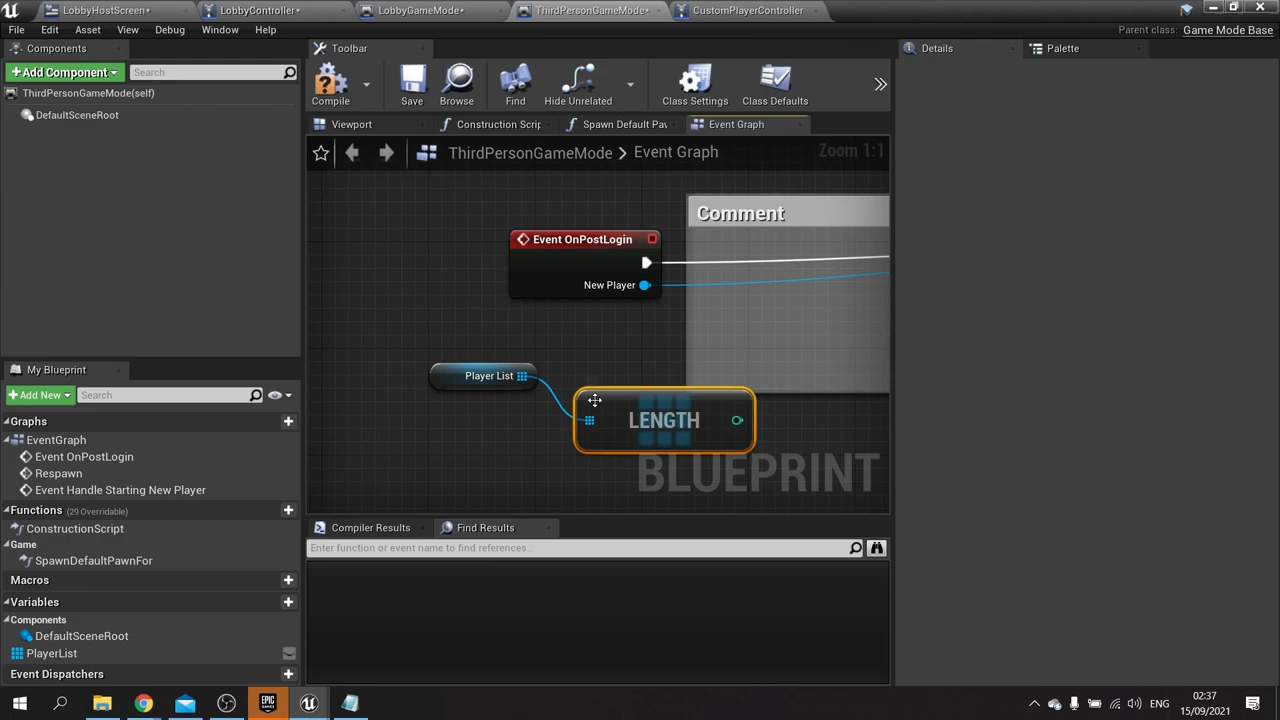 LobbyHostScreen*
LobbyController*
LobbyGameMode*
ThirdPersonGameMode*
CustomPlayerController
File
Edit
Asset
View
Debug
Window
Help
Parent class: Game Mode Base
Components
Toolbar
Details
Palette
+Add Component
Search
ThirdPersonGameMode(self)
DefaultSceneRoot
Compile
Save
Browse
Find
Hide Unrelated
Class Settings
Class Defaults
Viewport
Construction Scrip
Spawn Default Pav
Event Graph
ThirdPersonGameMode > Event Graph
Zoom 1:1
Comment
Event OnPostLogin
New Player
Player List
LENGTH
BLUEPRINT
My Blueprint
+Add New
Search
Graphs
EventGraph
Event OnPostLogin
Respawn
Event Handle Starting New Player
Functions (29 Overridable)
ConstructionScript
Game
SpawnDefaultPawnFor
Macros
Variables
Components
DefaultSceneRoot
PlayerList
Event Dispatchers
Compiler Results
Find Results
Enter function or event name to find references...
EPIC
GAMES
ENG
02:37
15/09/2021